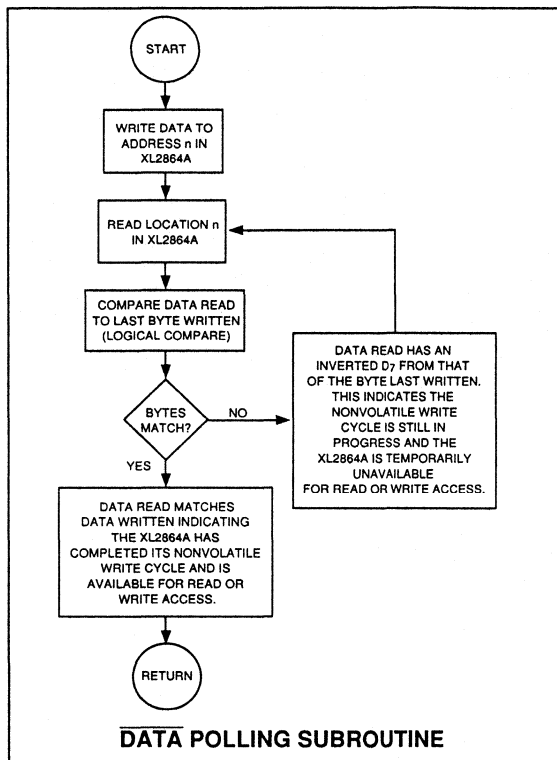 START
WRITE DATA TO
ADDRESS n IN
XL2864A
READ LOCATION n
IN XL2864A
COMPARE DATA READ
TO LAST BYTE WRITTEN
(LOGICAL COMPARE)
BYTES
MATCH?
NO
DATA READ HAS AN
INVERTED D7 FROM THAT
OF THE BYTE LAST WRITTEN.
THIS INDICATES THE
NONVOLATILE WRITE
CYCLE IS STILL IN
PROGRESS AND THE
XL2864A IS TEMPORARILY
UNAVAILABLE
FOR READ OR WRITE ACCESS.
YES
DATA READ MATCHES
DATA WRITTEN INDICATING
THE XL2864A HAS
COMPLETED ITS NONVOLATILE
WRITE CYCLE AND IS
AVAILABLE FOR READ OR
WRITE ACCESS.
RETURN
DATA POLLING SUBROUTINE